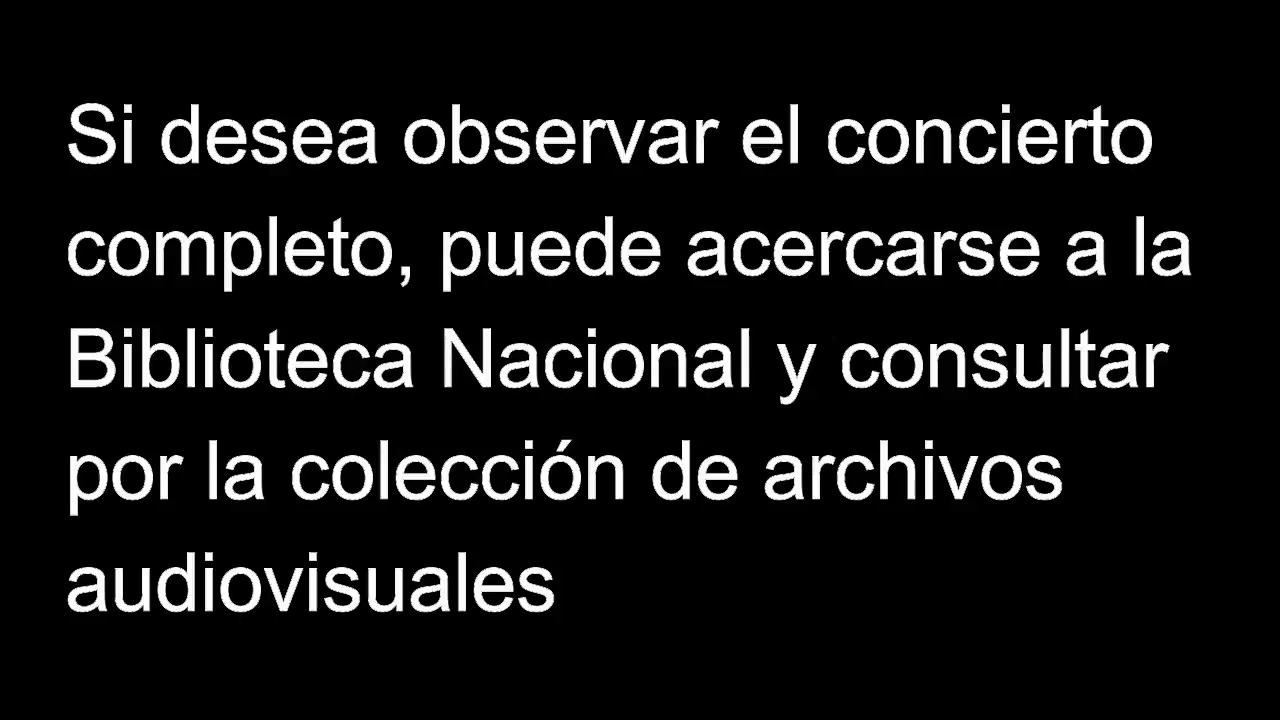 Si desea observar el concierto
completo, puede acercarse a la
Biblioteca Nacional y consultar
por la colección de archivos
audiovisuales